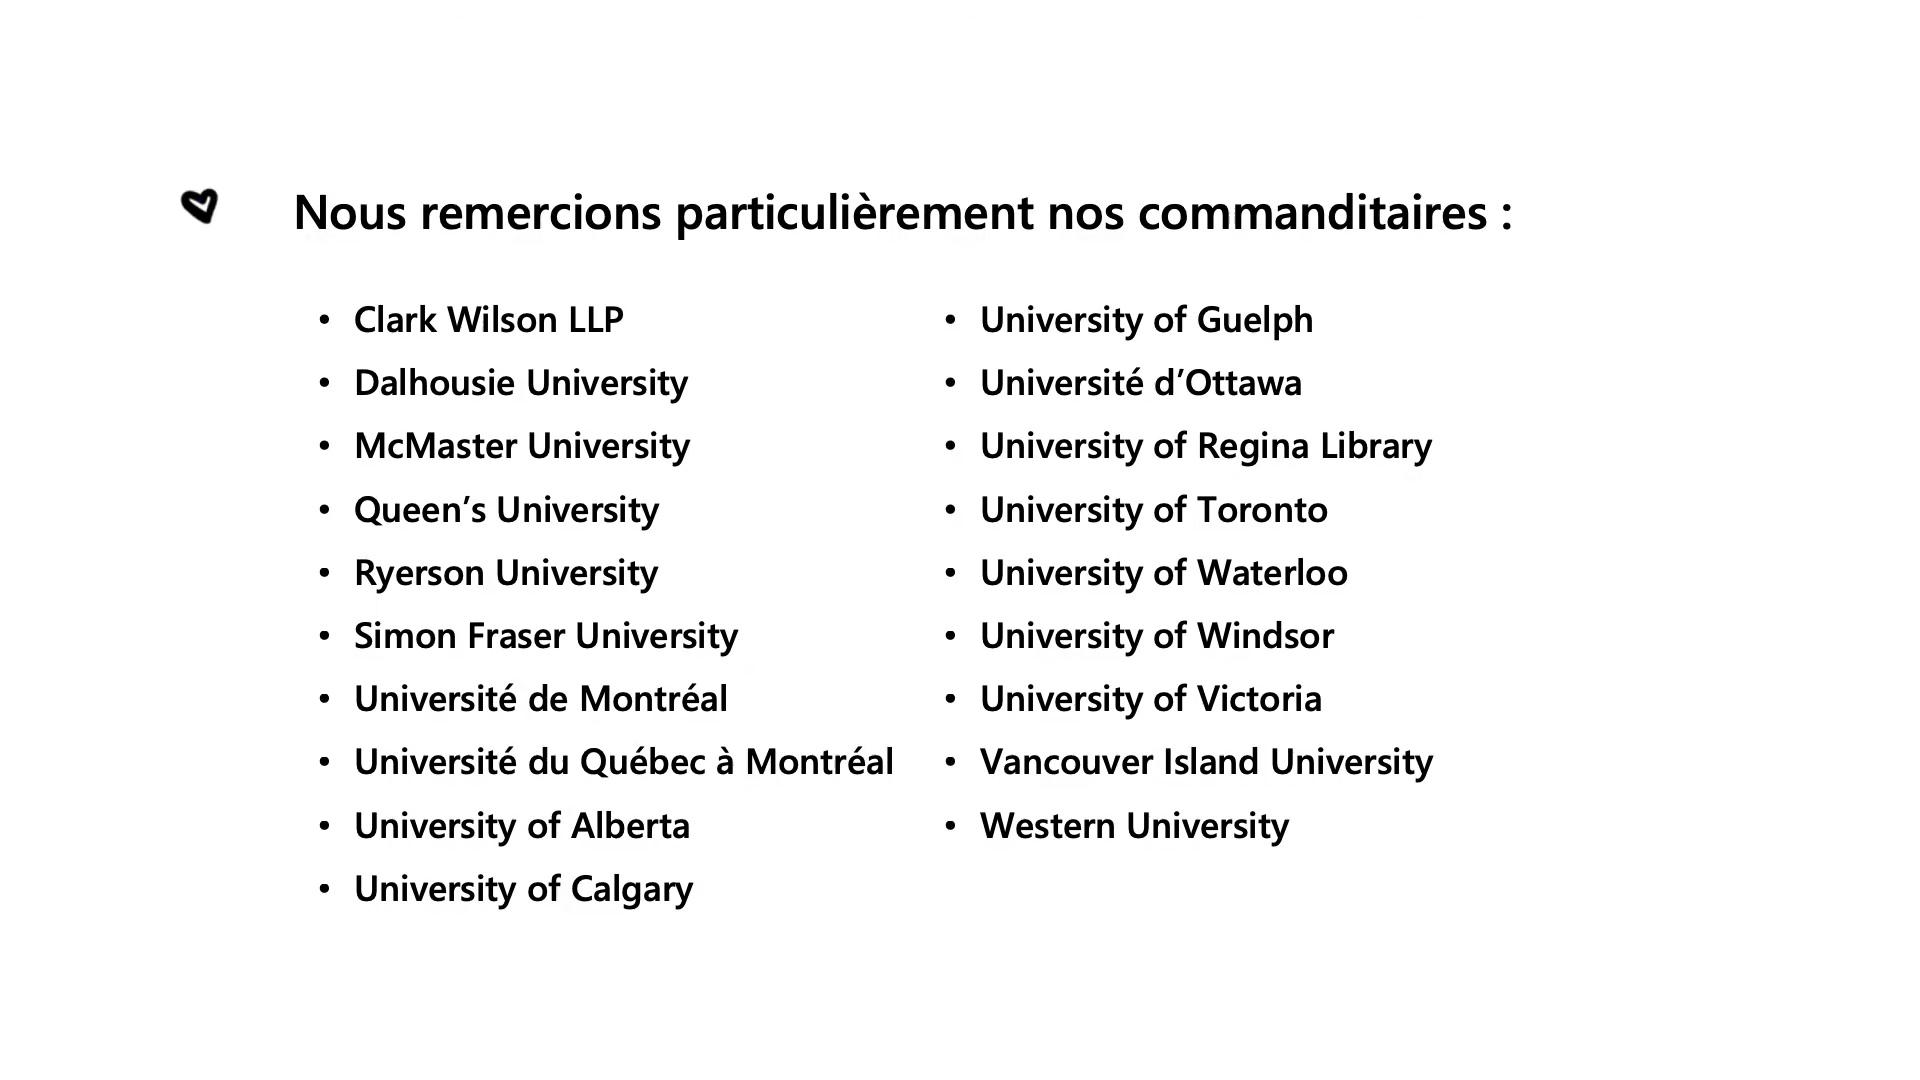 Nous remercions particulièrement nos commanditaires :
• Clark Wilson LLP
• Dalhousie University
• McMaster University
• Queen’s University
• Ryerson University
• Simon Fraser University
• Université de Montréal
• Université du Québec à Montréal
• University of Alberta
• University of Calgary
• University of Guelph
• Université d’Ottawa
• University of Regina Library
• University of Toronto
• University of Waterloo
• University of Windsor
• University of Victoria
• Vancouver Island University
• Western University